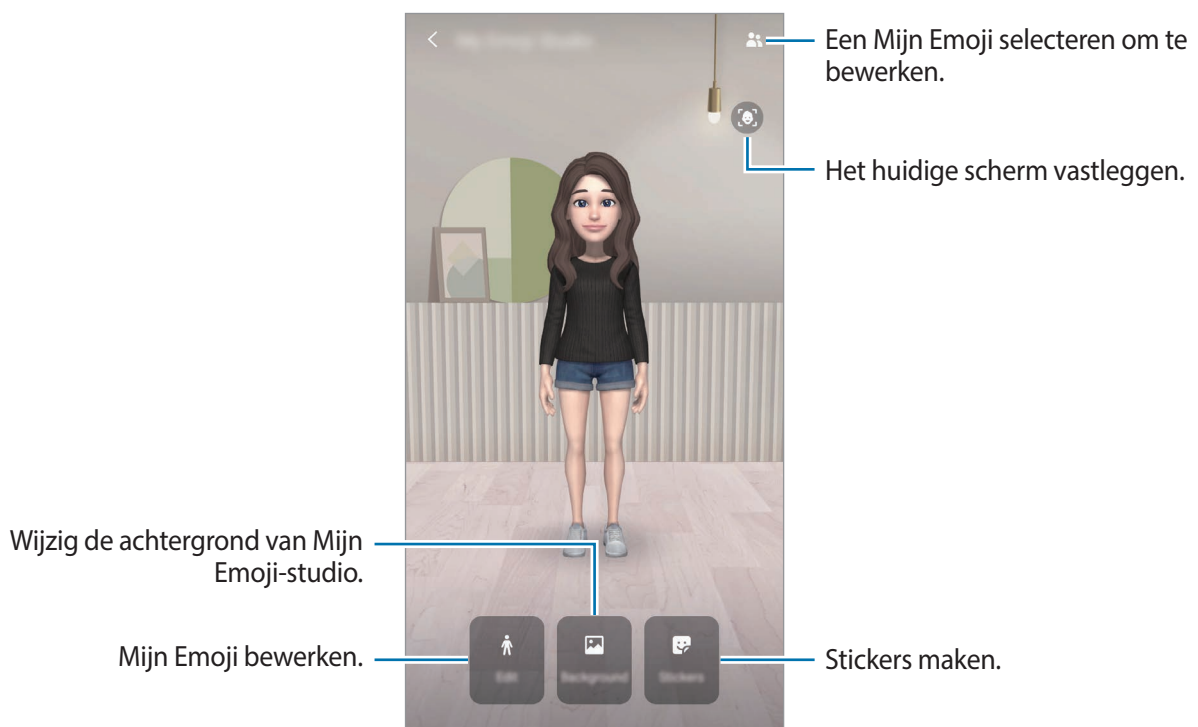 Een Mijn Emoji selecteren om te
bewerken.
Het huidige scherm vastleggen.
Wijzig de achtergrond van Mijn
Emoji-studio.
Mijn Emoji bewerken.
Edit
Background
Stickers
Stickers maken.